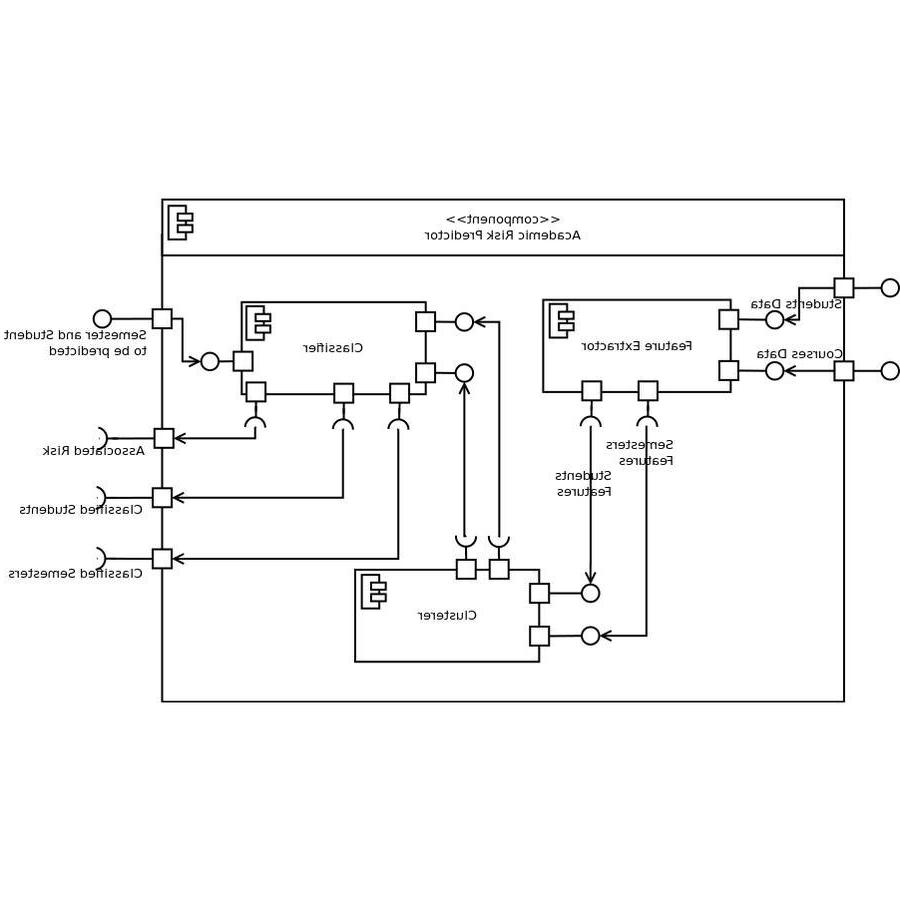 <<component>>
Academic Risk Predictor
Students Data
Semester and Student
to be predicted
Classifier
Feature Extractor
Courses Data
Associated Risk
Semesters
Features
Students
Features
Classified Students
Classified Semesters
Clusterer